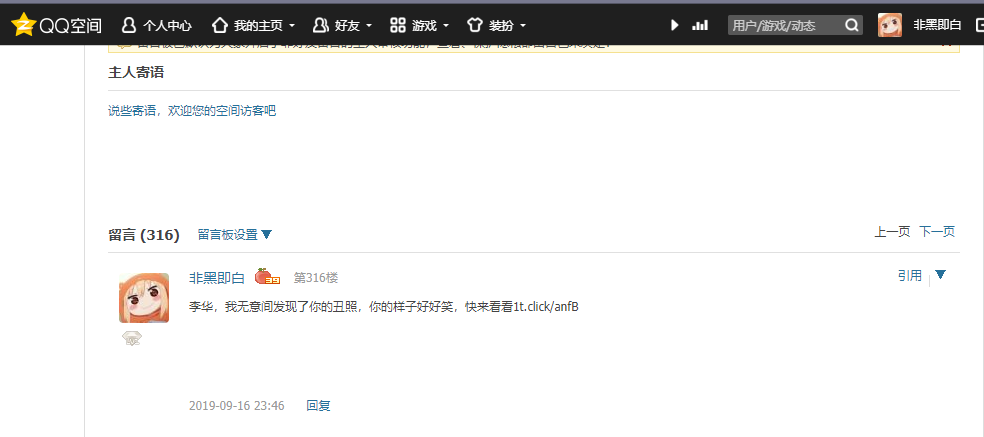 QQ空间 个人中心 我的主页 好友 游戏 装扮 用户/游戏/动态 非黑即白
主人寄语
说些寄语，欢迎您的空间访客吧
留言 (316) 留言板设置 上一页 下一页
非黑即白 第316楼 引用
李华，我无意间发现了你的丑照，你的样子好好笑，快来看看1t.click/anfB
2019-09-16 23:46 回复